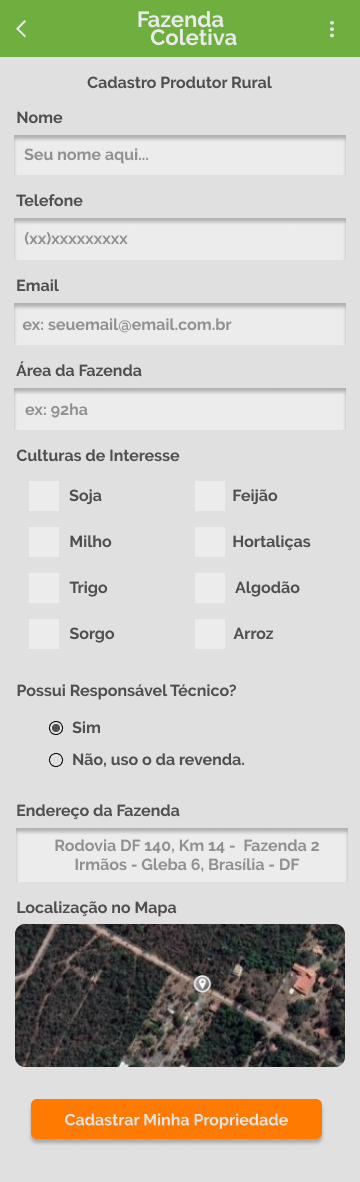 Fazenda
Coletiva
Cadastro Produtor Rural
Nome
Seu nome aqui...
Telefone
(xx)xxxxxxxxx
Email
ex: seuemail@email.com.br
Área da Fazenda
ex: 92ha
Culturas de Interesse
Soja
Feijão
Milho
Hortaliças
Trigo
Algodão
Sorgo
Arroz
Possui Responsável Técnico?
Sim
Não, uso o da revenda.
Endereço da Fazenda
Rodovia DF 140, Km 14 - Fazenda 2
Irmãos - Gleba 6, Brasília - DF
Localização no Mapa
Cadastrar Minha Propriedade